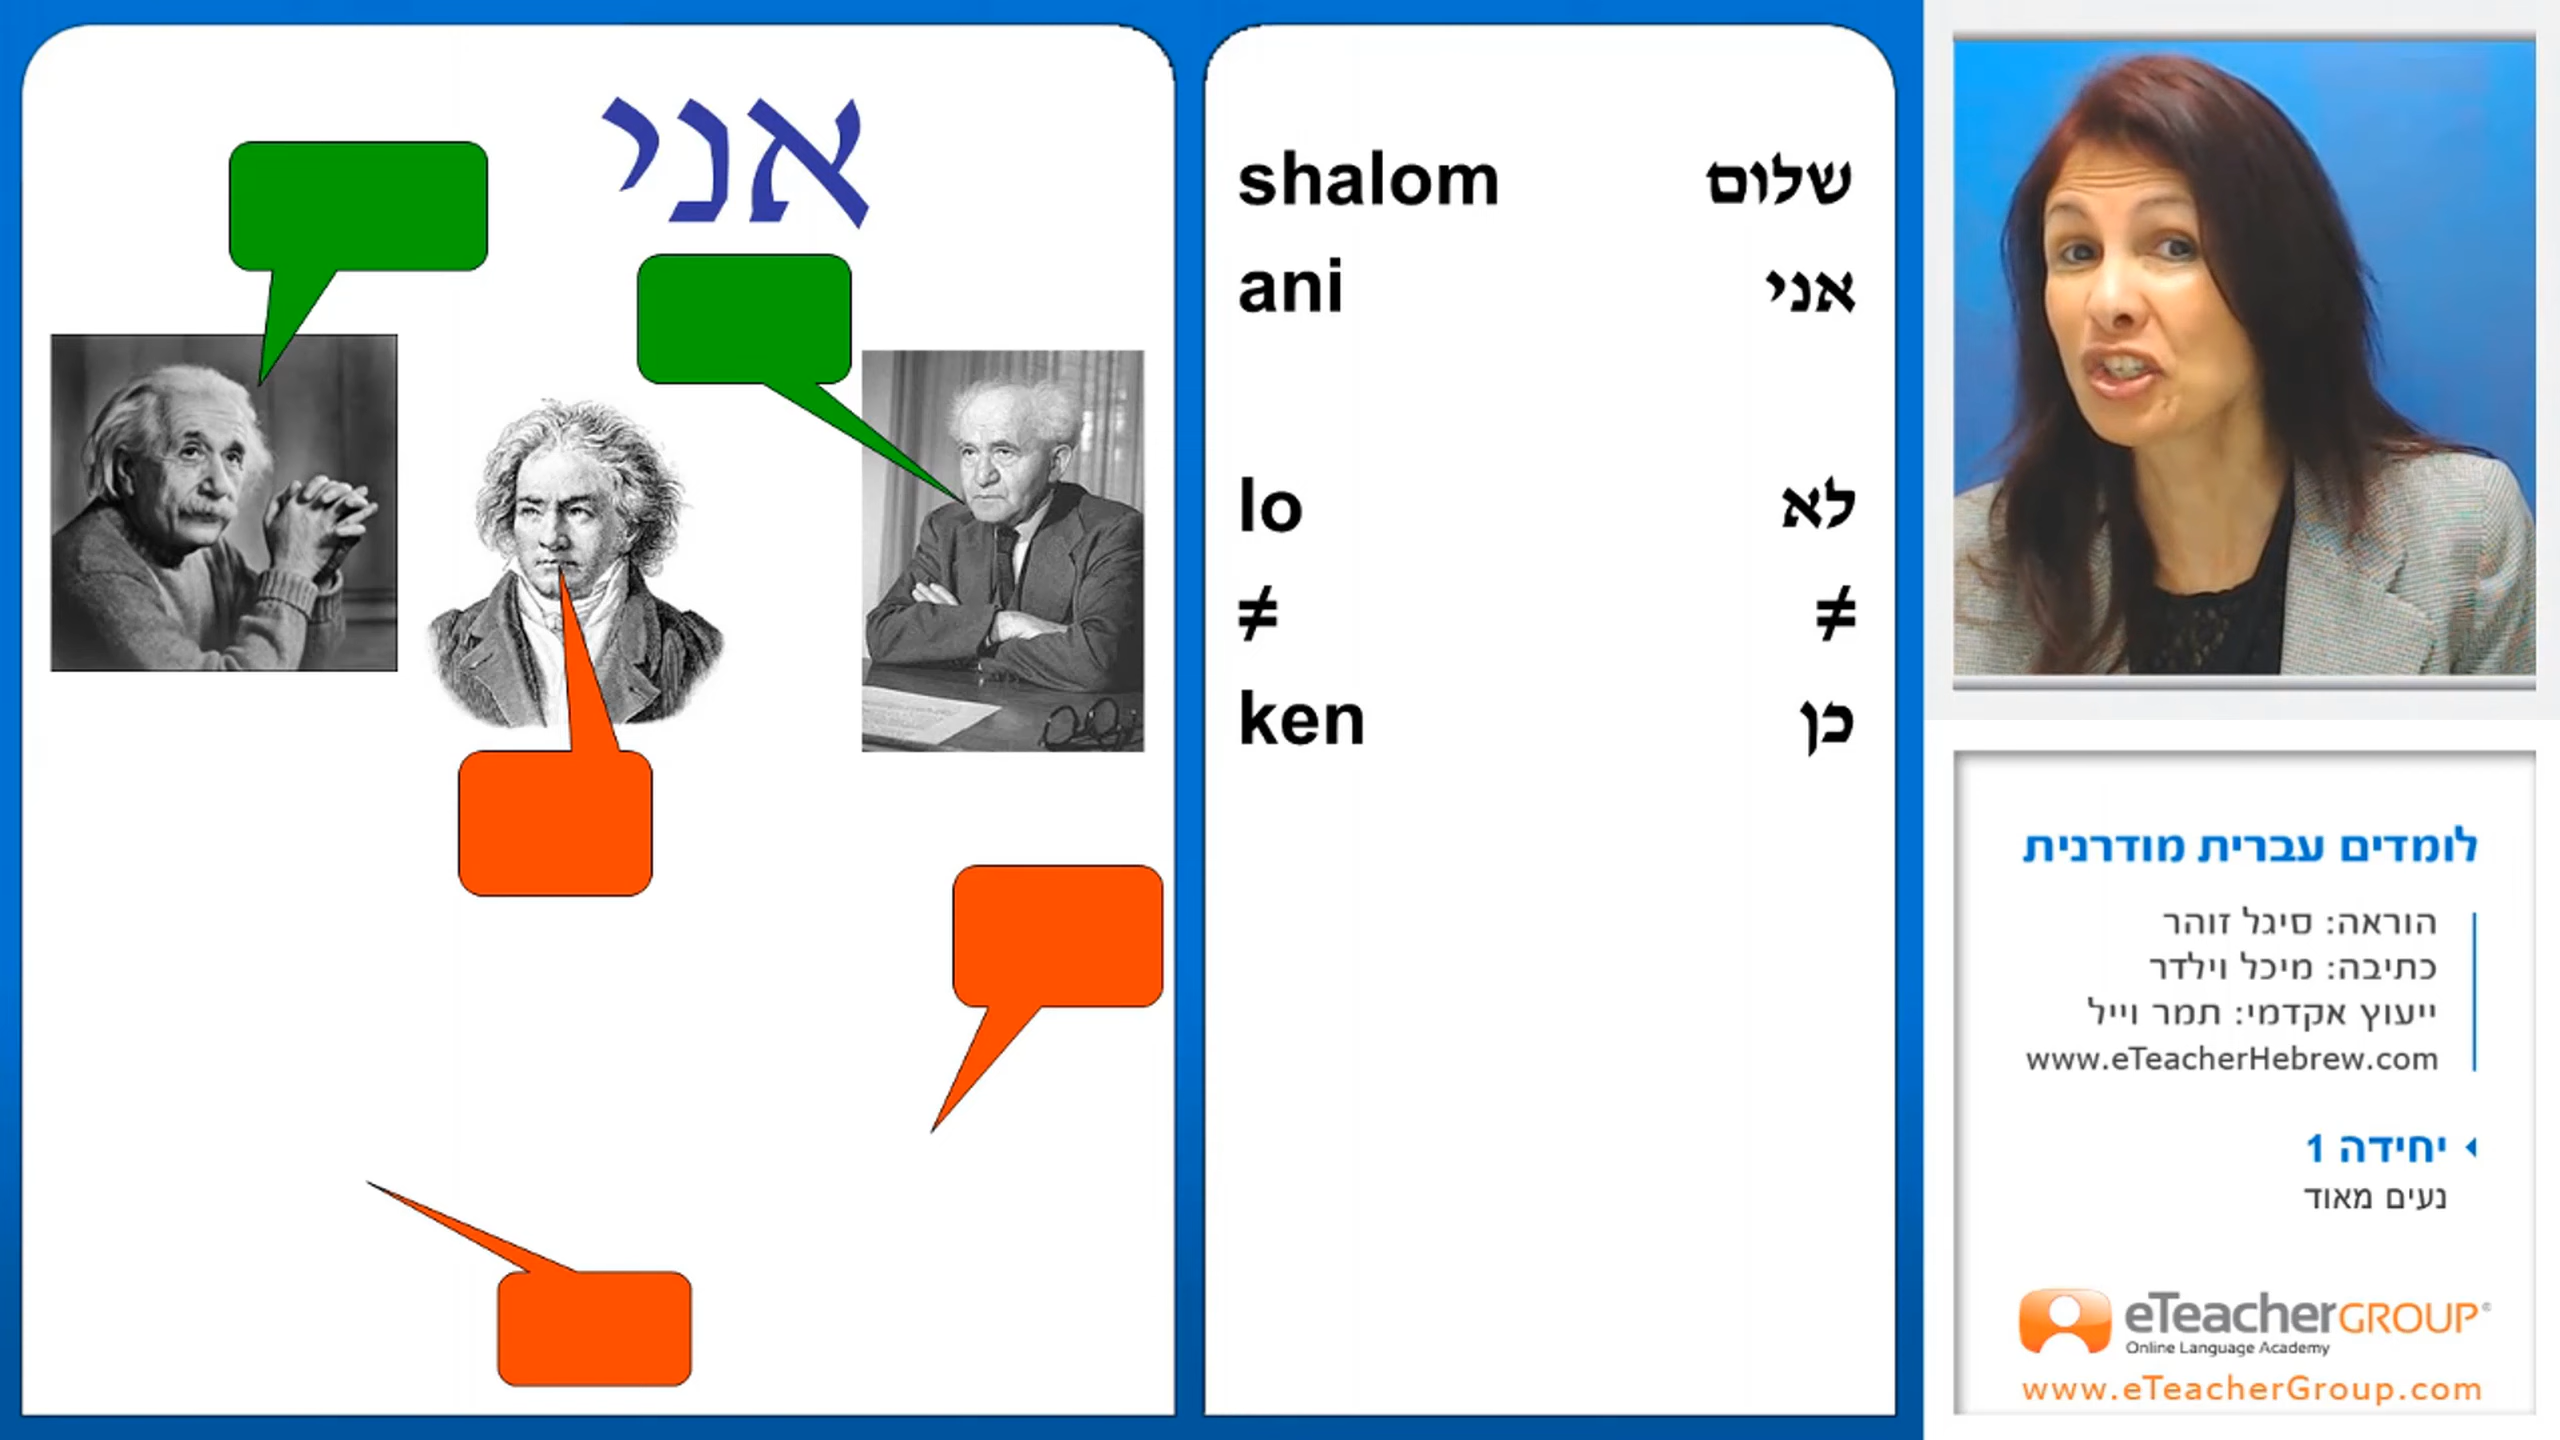 אני
shalom שלום
ani אני
lo לא
≠ ≠
ken כן
לומדים עברית מודרנית
הוראה: סיגל זוהר
כתיבה: מיכל וילדר
ייעוץ אקדמי: תמר וייל
www.eTeacherHebrew.com
יחידה 1
נעים מאוד
eTeacherGROUP®
Online Language Academy
www.eTeacherGroup.com